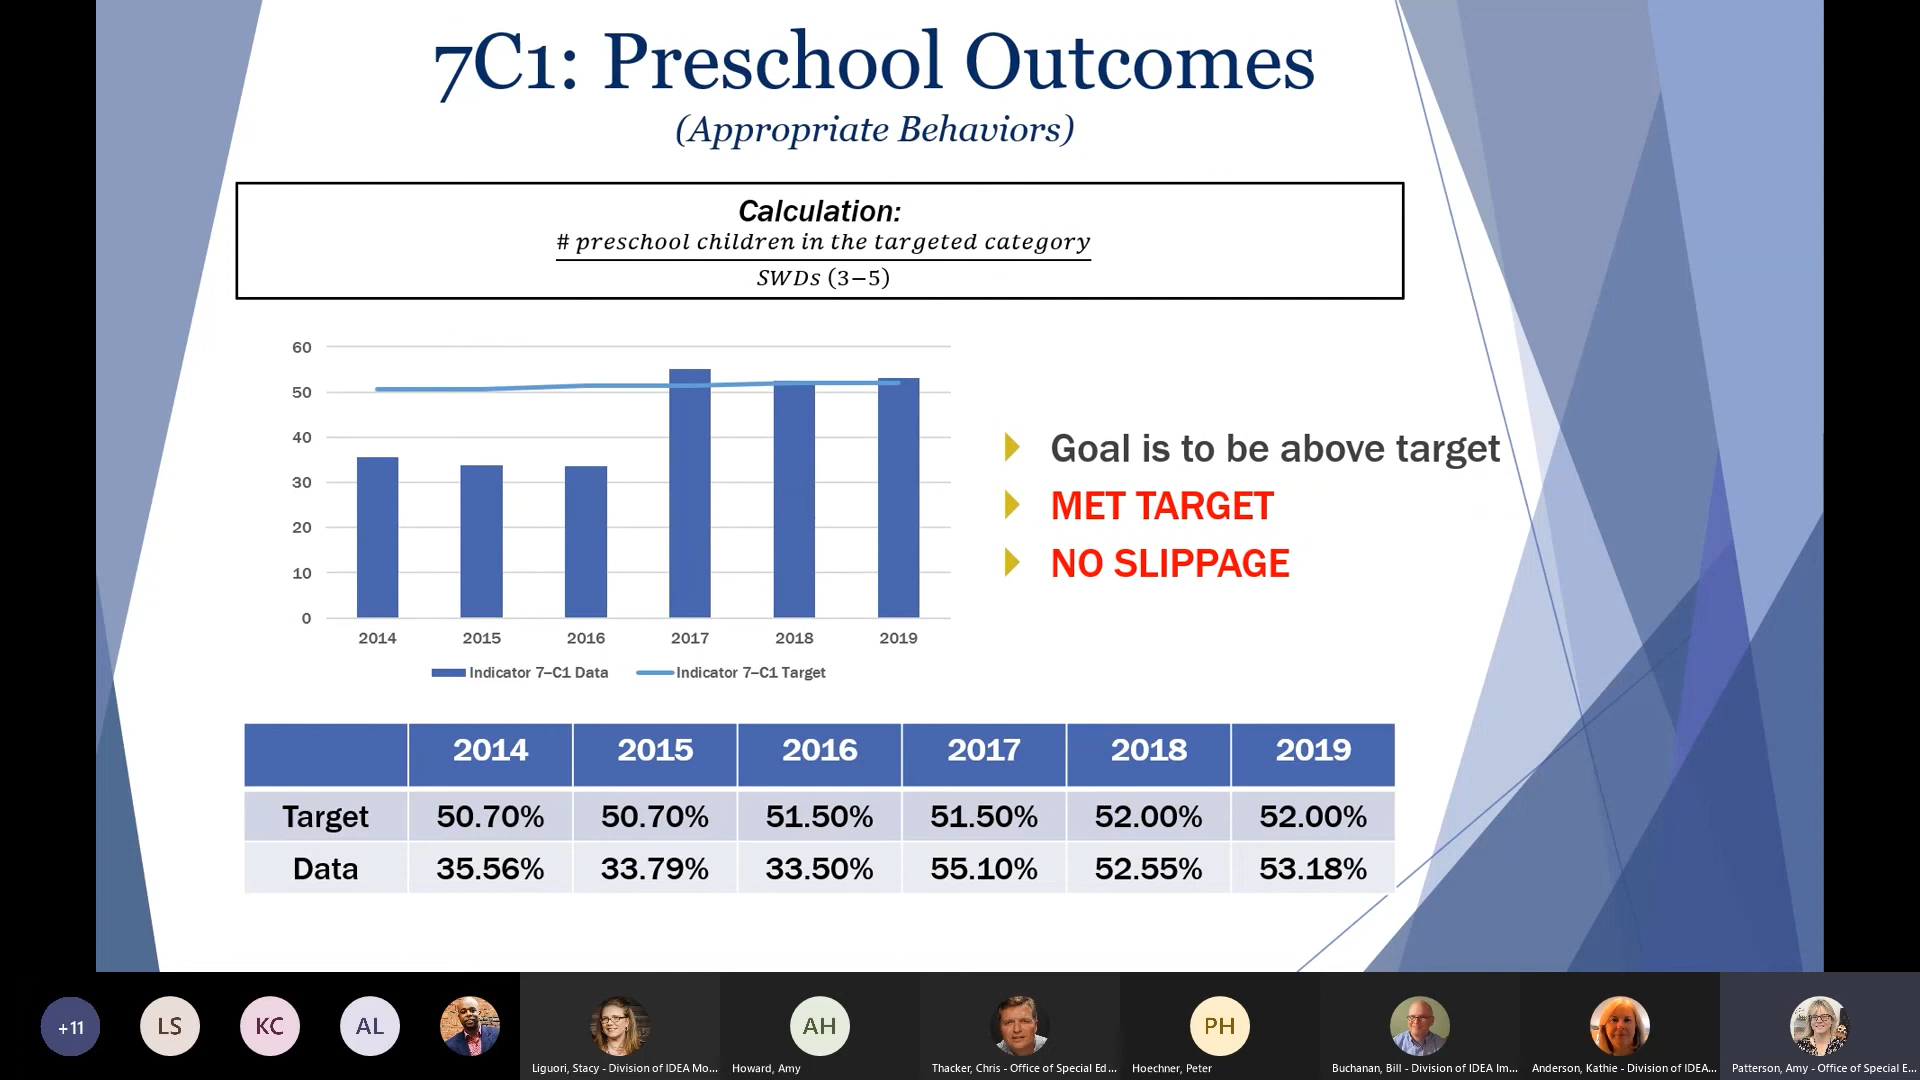 7C1: Preschool Outcomes
(Appropriate Behaviors)
Calculation:
# preschool children in the targeted category
SWDs (3−5)
60
50
40
30
20
10
0
2014 2015 2016 2017 2018 2019
Indicator 7–C1 Data Indicator 7–C1 Target
Goal is to be above target
MET TARGET
NO SLIPPAGE
2014 2015 2016 2017 2018 2019
Target 50.70% 50.70% 51.50% 51.50% 52.00% 52.00%
Data 35.56% 33.79% 33.50% 55.10% 52.55% 53.18%
+11 LS KC AL AH PH
Liguori, Stacy - Division of IDEA Mo... Howard, Amy Thacker, Chris - Office of Special Ed... Hoechner, Peter Buchanan, Bill - Division of IDEA Im... Anderson, Kathie - Division of IDEA... Patterson, Amy - Office of Special E...